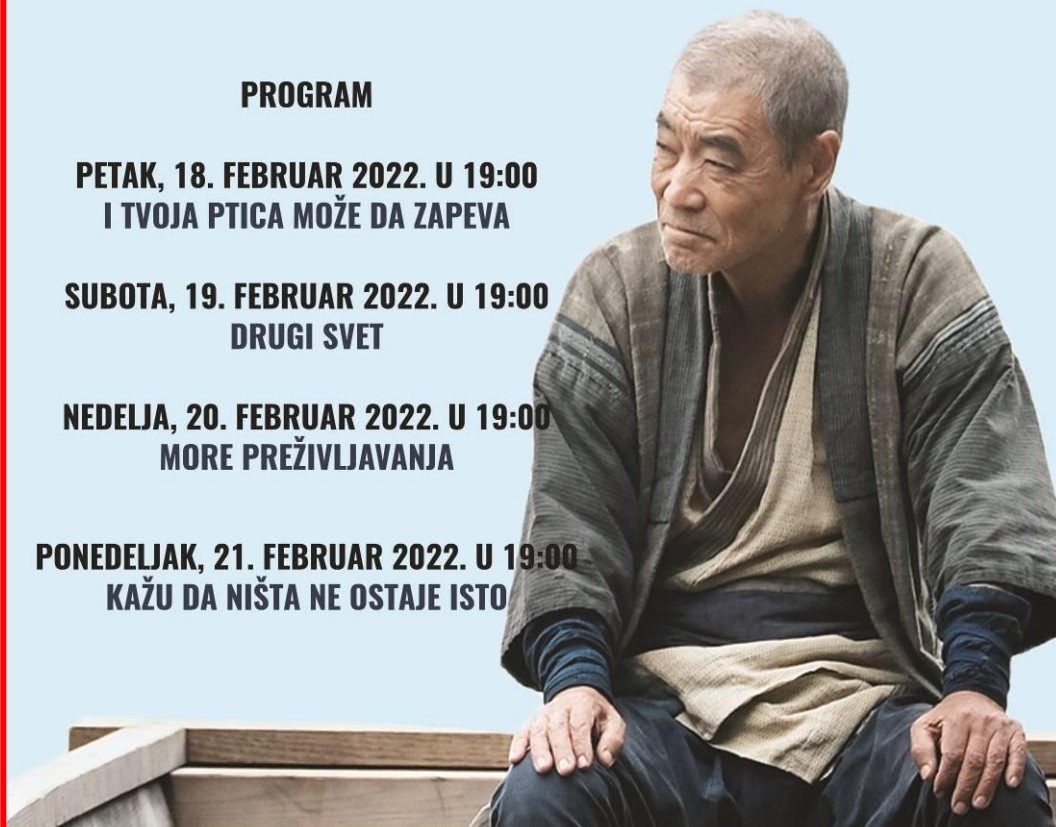 PROGRAM
PETAK, 18. FEBRUAR 2022. U 19:00
I TVOJA PTICA MOŽE DA ZAPEVA
SUBOTA, 19. FEBRUAR 2022. U 19:00
DRUGI SVET
NEDELJA, 20. FEBRUAR 2022. U 19:00
MORE PREŽIVLJAVANJA
PONEDELJAK, 21. FEBRUAR 2022. U 19:00
KAŽU DA NIŠTA NE OSTAJE ISTO